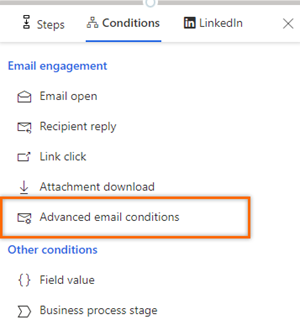 Steps Conditions LinkedIn
Email engagement
Email open
Recipient reply
Link click
Attachment download
Advanced email conditions
Other conditions
Field value
Business process stage